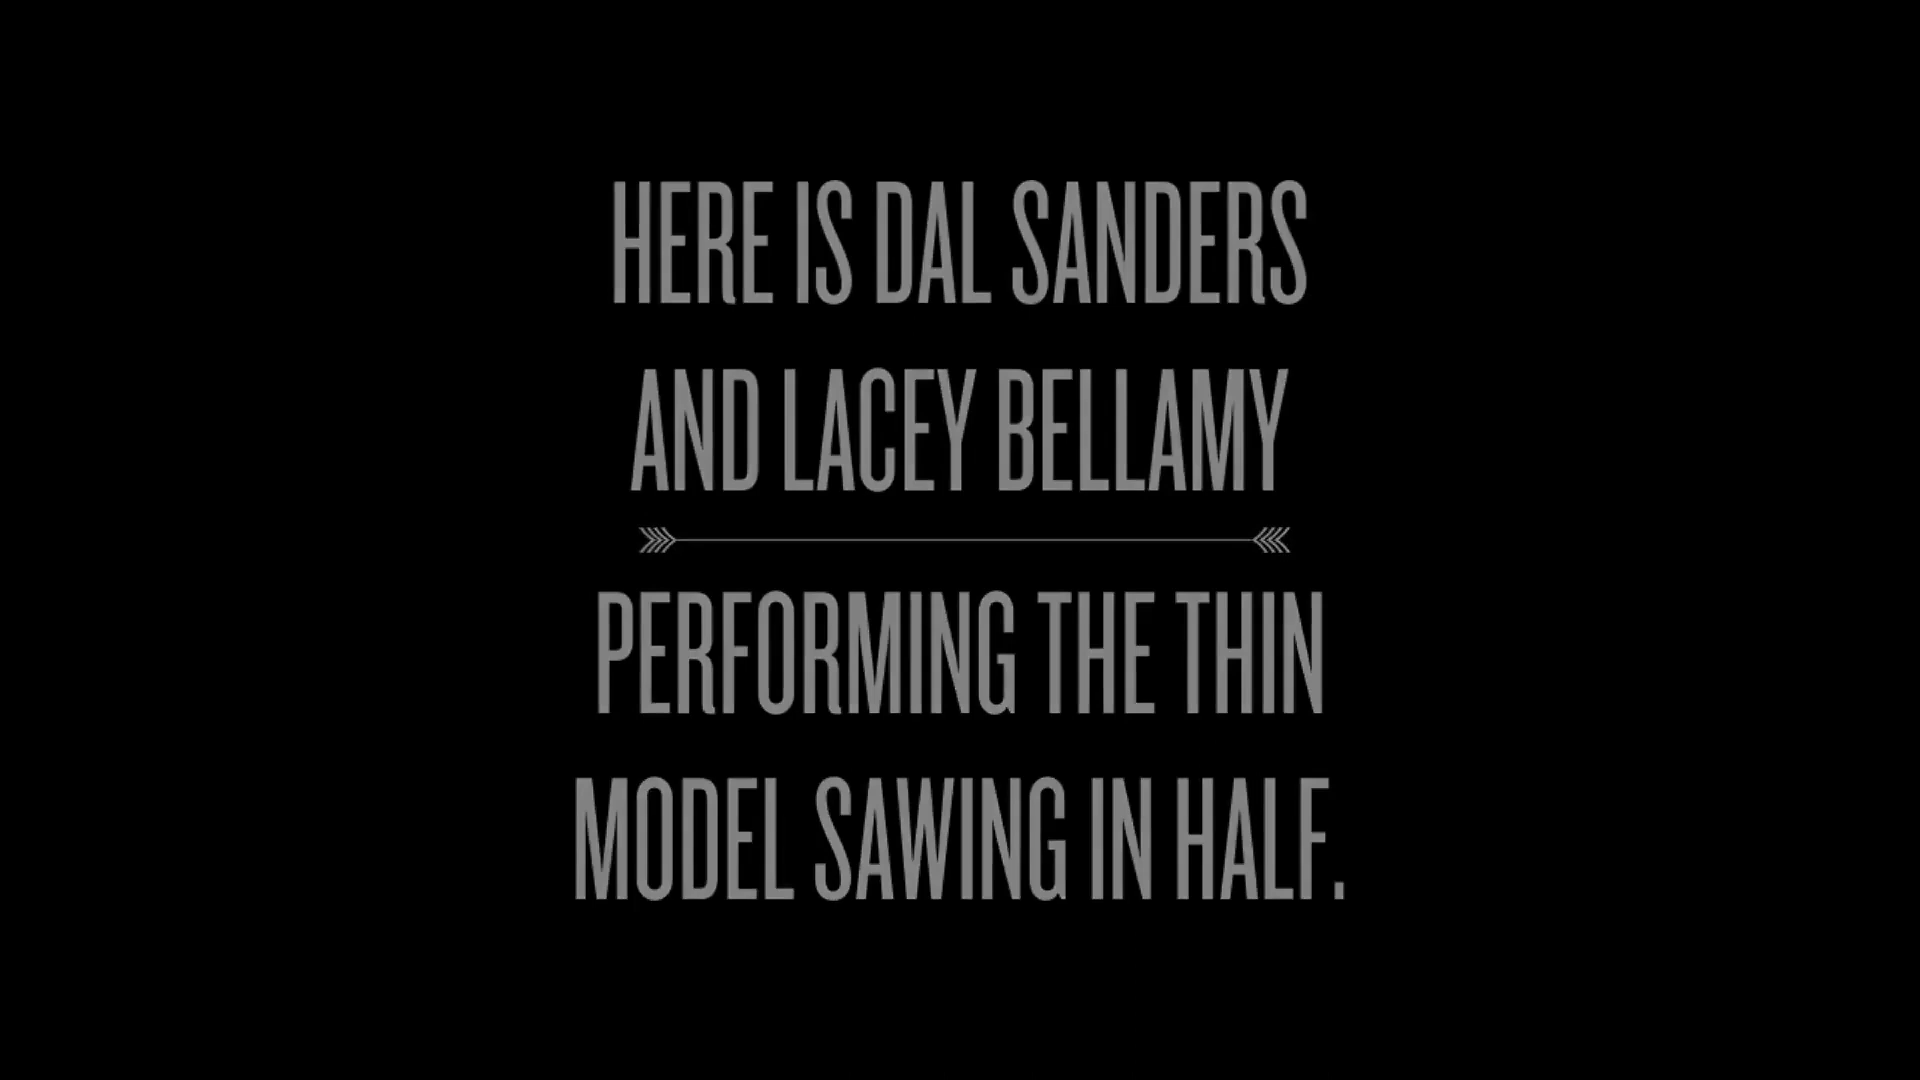 HERE IS DAL SANDERS
AND LACEY BELLAMY
PERFORMING THE THIN
MODEL SAWING IN HALF.